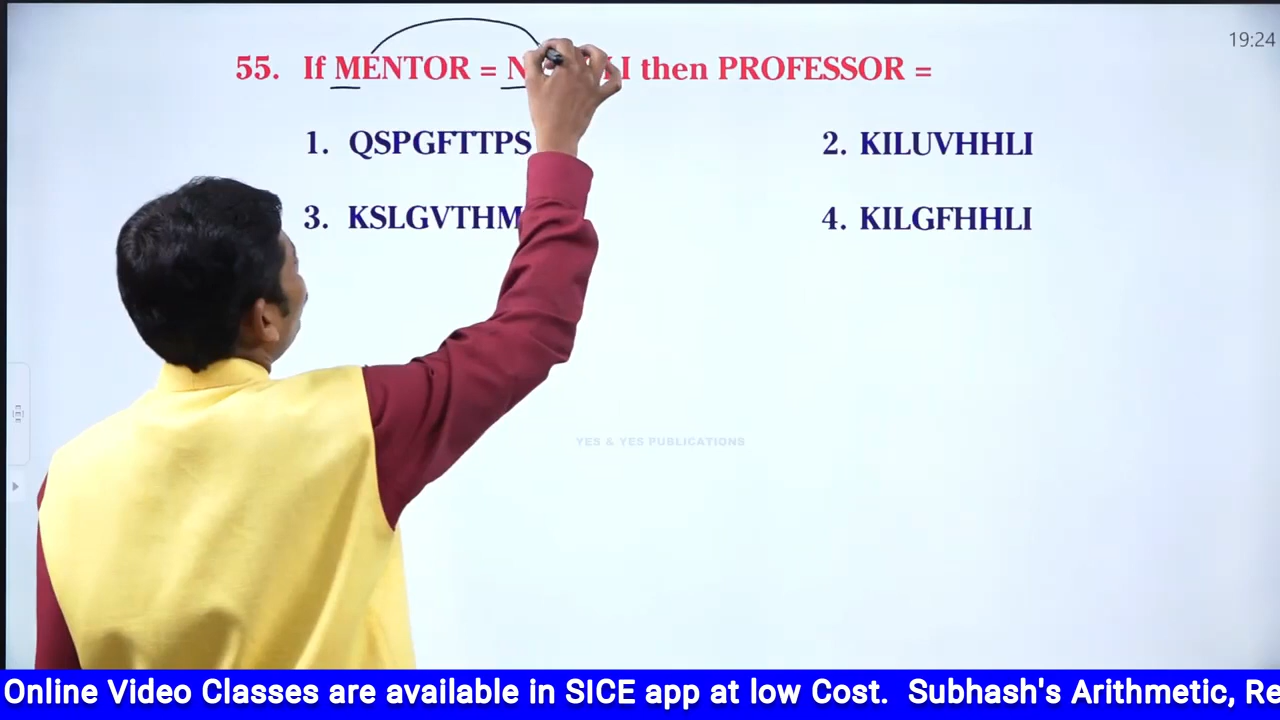 19:24
55. If MENTOR = N I then PROFESSOR =
1. QSPGFTTPS
2. KILUVHHLI
3. KSLGVTHM
4. KILGFHHLI
YES & YES PUBLICATIONS
Online Video Classes are available in SICE app at low Cost. Subhash's Arithmetic, Re